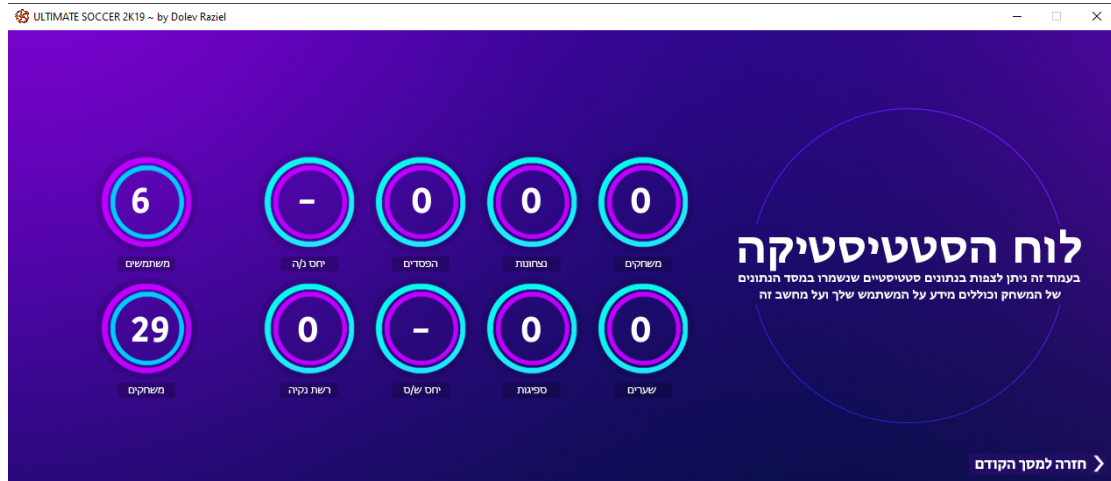 ULTIMATE SOCCER 2K19 ~ by Dolev Raziel
לוח הסטטיסטיקה
בעמוד זה ניתן לצפות בנתונים סטטיסטיים שנשמרו במסד הנתונים
של המשחק וכוללים מידע על המשתמש שלך ועל מחשב זה
0 0 0 - 6
משחקים נצחונות הפסדים יחס נ/ה משתמשים
0 0 - 0 29
שערים ספיגות יחס ש/ס רשת נקיה משחקים
חזרה למסך הקודם